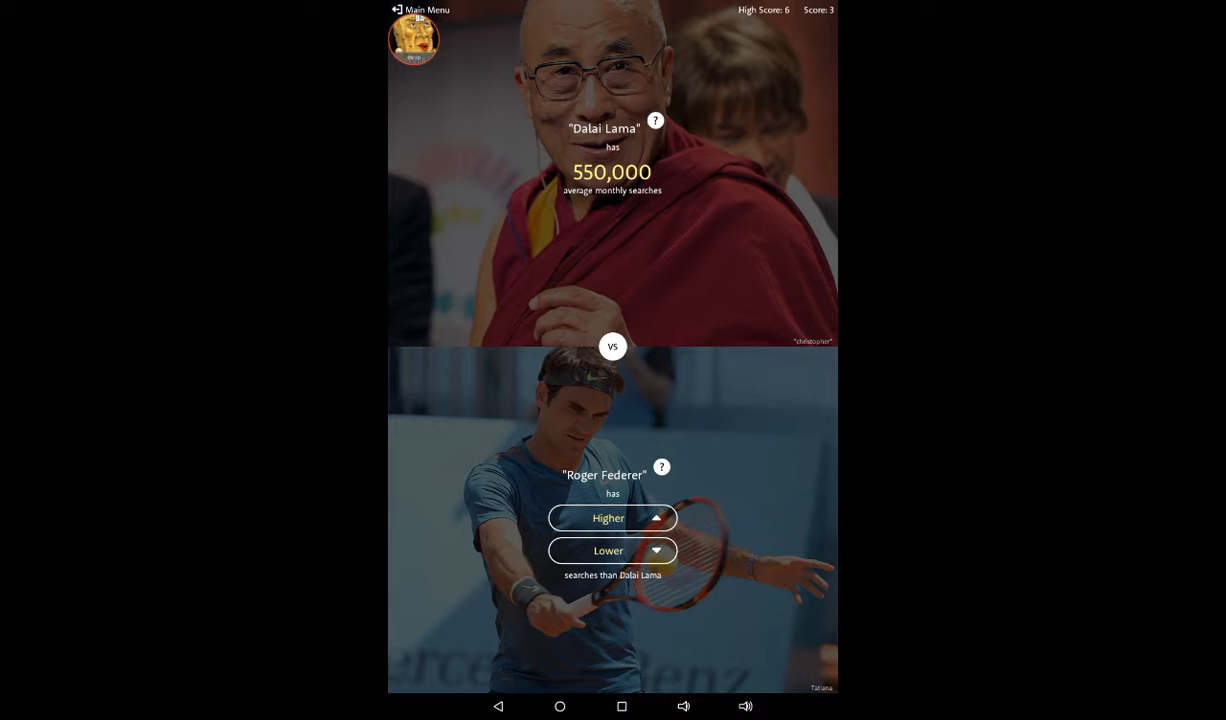 Main Menu
High Score: 6 Score: 3
"Dalai Lama" ?
has
550,000
average monthly searches
"christopher"
VS
"Roger Federer" ?
has
Higher
Lower
searches than Dalai Lama
Tatiana